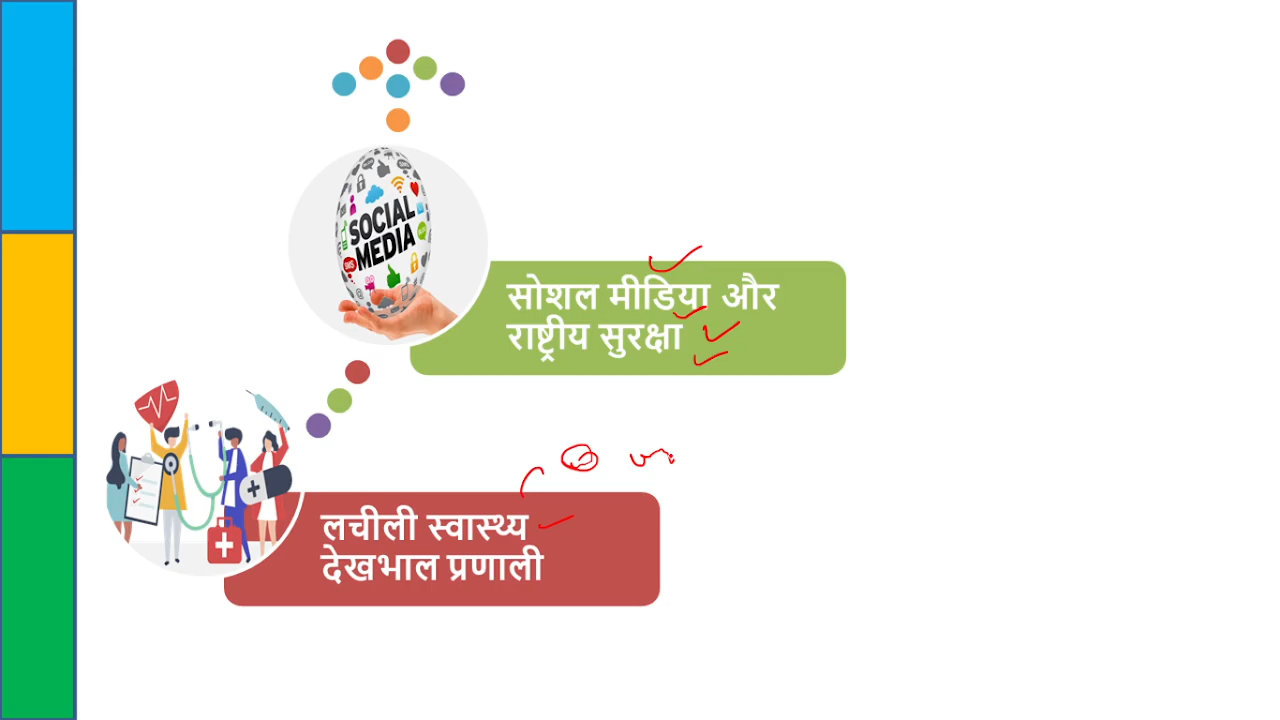 SOCIAL
MEDIA
सोशल मीडिया और
राष्ट्रीय सुरक्षा
लचीली स्वास्थ्य
देखभाल प्रणाली